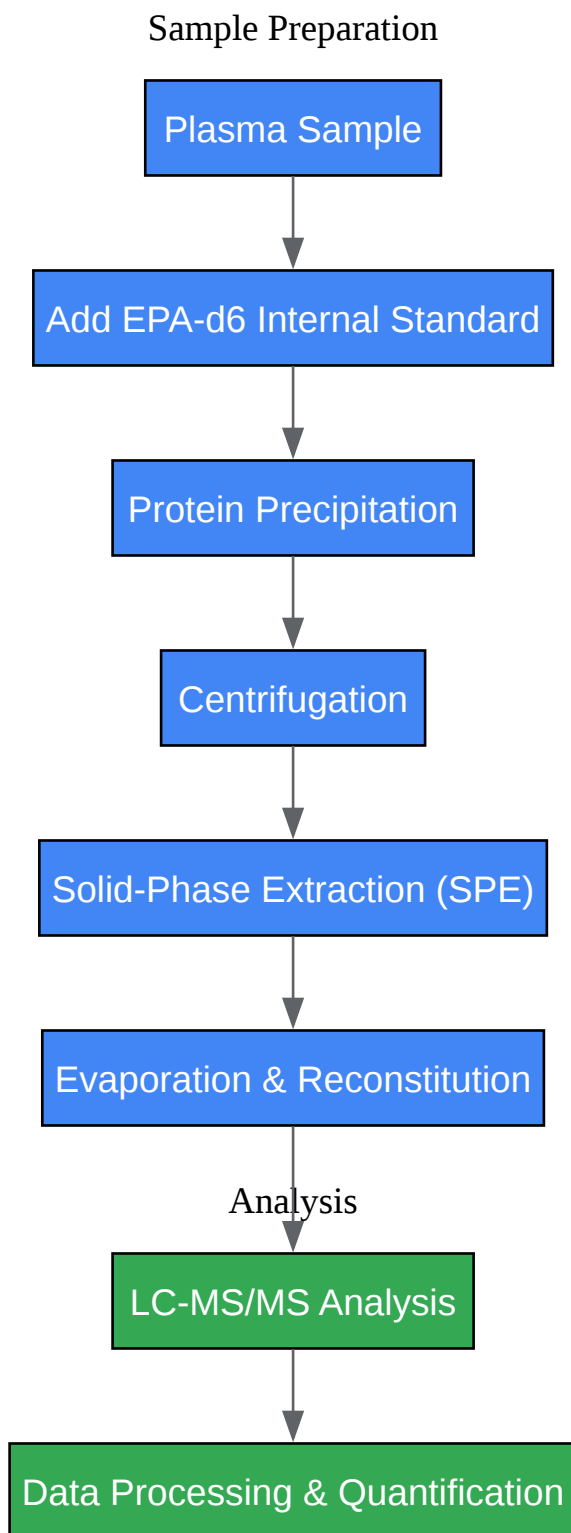 Sample Preparation
Plasma Sample
Add EPA-d6 Internal Standard
Protein Precipitation
Centrifugation
Solid-Phase Extraction (SPE)
Evaporation & Reconstitution
Analysis
LC-MS/MS Analysis
Data Processing & Quantification